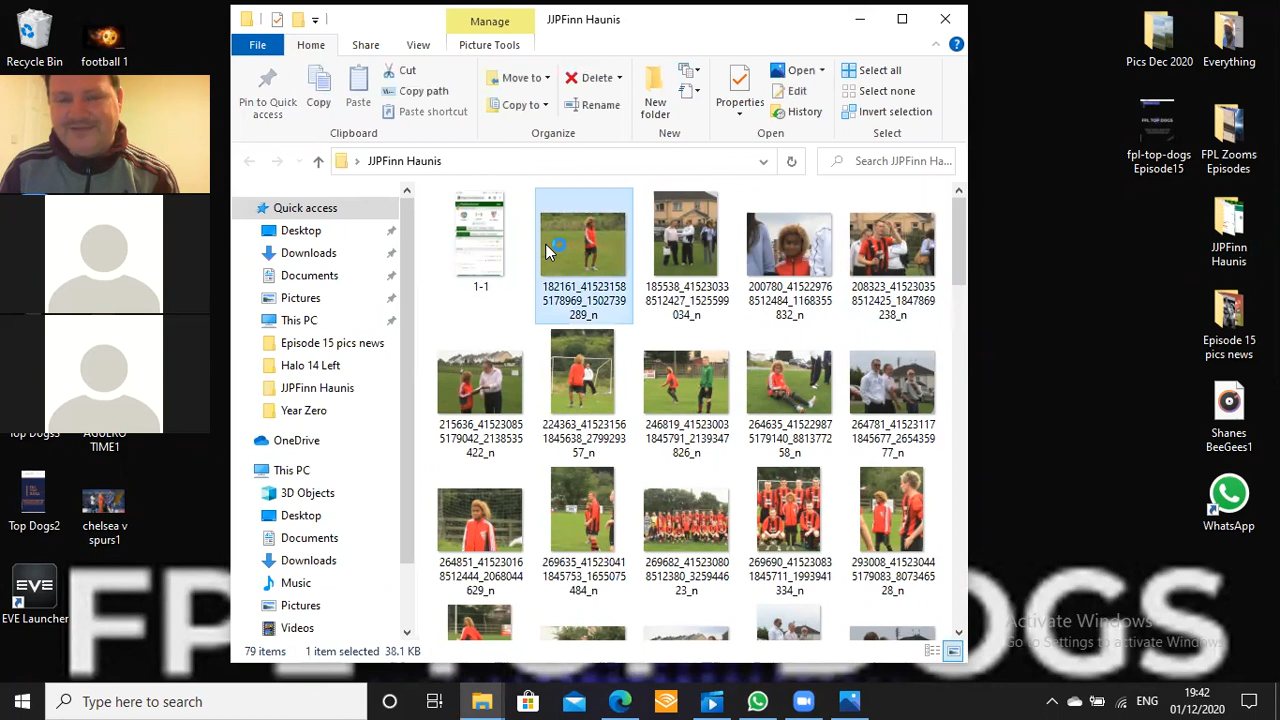 Manage
JJPFinn Haunis
File
Home
Share
View
Picture Tools
Pin to Quick access
Copy
Paste
Cut
Copy path
Paste shortcut
Clipboard
Move to
Copy to
Delete
Rename
Organize
New folder
New
Properties
Open
Edit
History
Open
Select all
Select none
Invert selection
Select
JJPFinn Haunis
Search JJPFinn Ha...
Quick access
Desktop
Downloads
Documents
Pictures
This PC
Episode 15 pics news
Halo 14 Left
JJPFinn Haunis
Year Zero
OneDrive
This PC
3D Objects
Desktop
Documents
Downloads
Music
Pictures
Videos
1-1
182161_41523158
5178969_1502739
289_n
185538_41523033
8512427_1525599
034_n
200780_41522976
8512484_1168355
832_n
208323_41523035
8512425_1847869
238_n
215636_41523085
5179042_2138535
422_n
224363_41523156
1845638_2799293
57_n
246819_41523003
1845791_2139347
826_n
264635_41522987
5179140_8813772
58_n
264781_41523117
1845677_2654359
77_n
264851_41523016
8512444_2068044
629_n
269635_41523041
1845753_1655075
484_n
269682_41523080
8512380_3259446
23_n
269690_41523083
1845711_1993941
334_n
293008_41523044
5179083_8073465
28_n
79 items
1 item selected 38.1 KB
Recycle Bin
football 1
Top Dogs2
chelsea v
spurs1
EVE
EVE Launcher
Pics Dec 2020
Everything
FPL TOP DOGS
fpl-top-dogs
Episode15
FPL Zooms
Episodes
JJPFinn
Haunis
Episode 15
pics news
Shanes
BeeGees1
WhatsApp
Activate Windows
Go to Settings to activate Windows.
Type here to search
ENG
19:42
01/12/2020